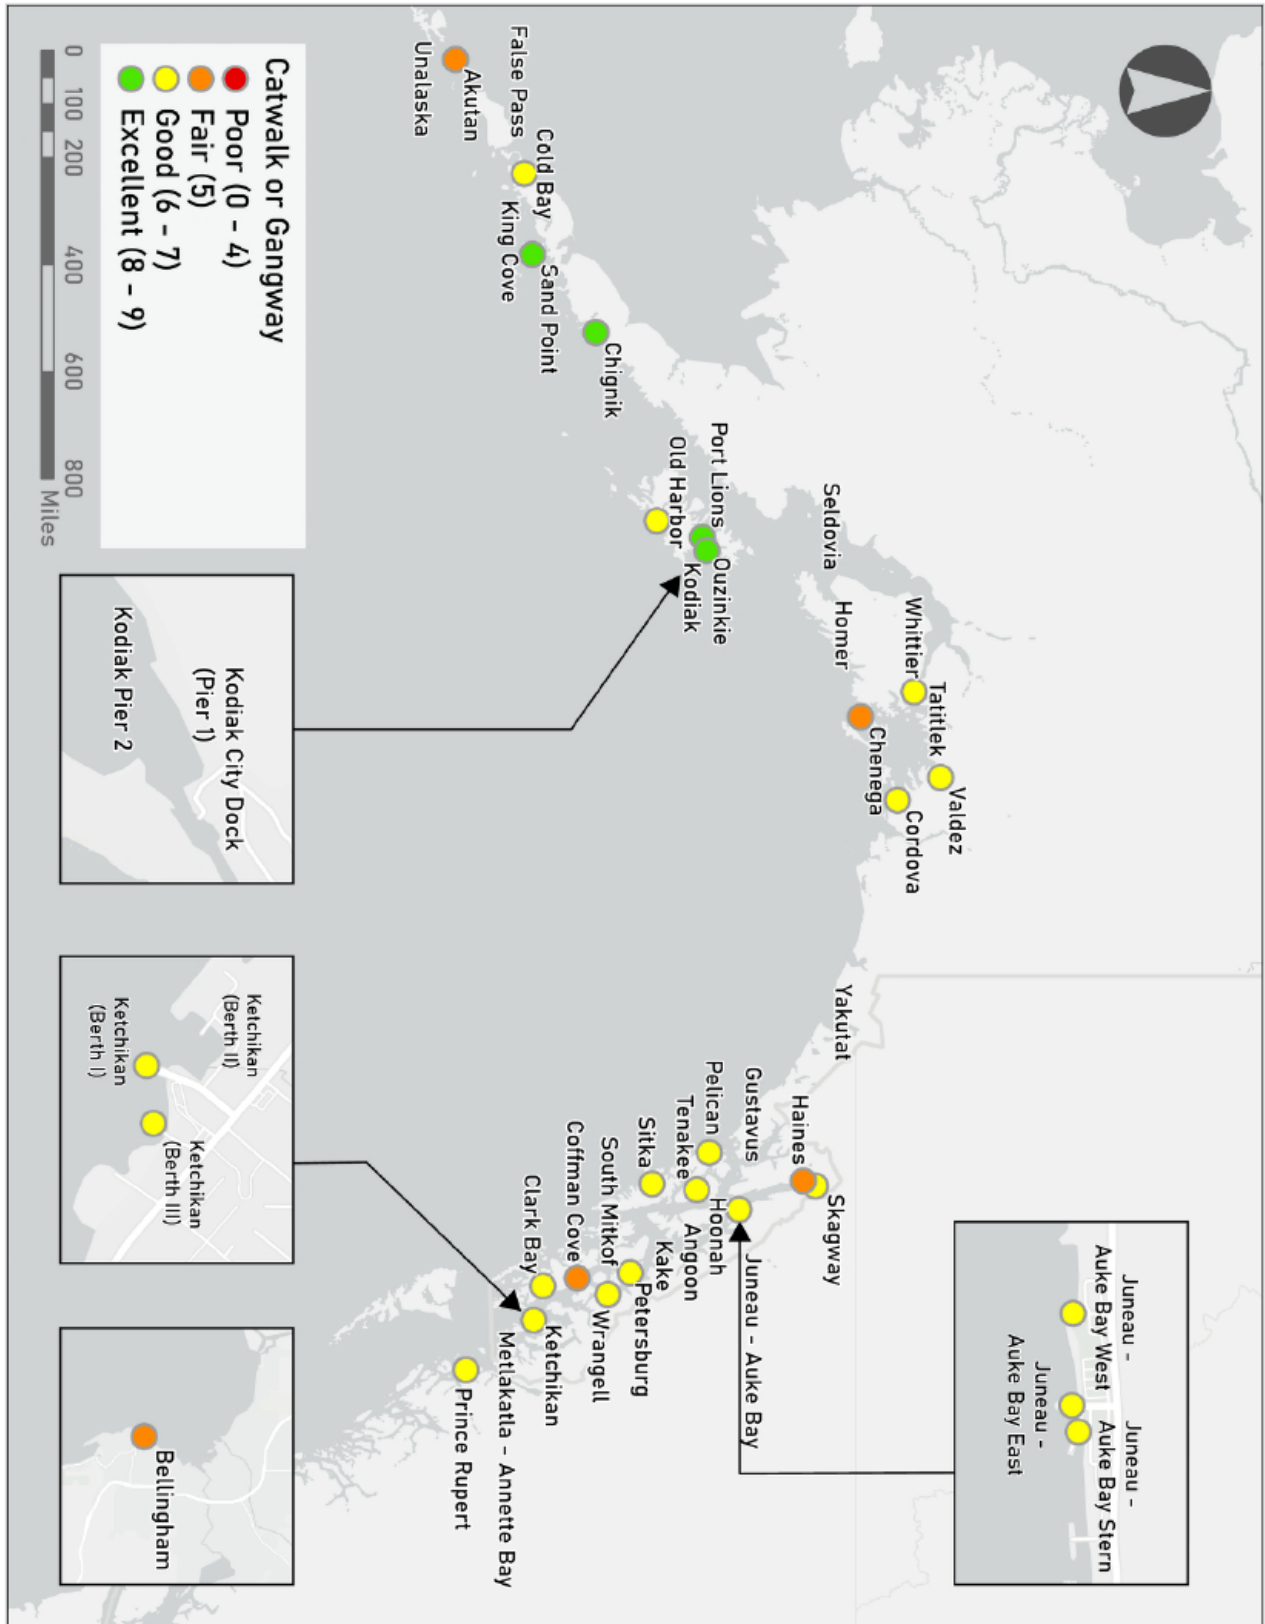 Catwalk or Gangway
Poor (0 - 4)
Fair (5)
Good (6 - 7)
Excellent (8 - 9)
0 100 200 400 600 800
Miles
Unalaska
Akutan
False Pass
Cold Bay
King Cove
Sand Point
Chignik
Port Lions
Old Harbor
Ouzinkie
Kodiak
Seldovia
Homer
Whittier
Tatitlek
Chenega
Valdez
Cordova
Yakutat
Gustavus
Haines
Skagway
Pelican
Tenakee
Hoonah
Angoon
Juneau - Auke Bay
Sitka
Kake
South Mitkof
Petersburg
Coffman Cove
Wrangell
Clark Bay
Ketchikan
Metlakatla - Annette Bay
Prince Rupert
Kodiak City Dock
(Pier 1)
Kodiak Pier 2
Ketchikan
(Berth II)
Ketchikan
(Berth I)
Ketchikan
(Berth III)
Bellingham
Juneau -
Auke Bay West
Juneau -
Auke Bay Stern
Juneau -
Auke Bay East